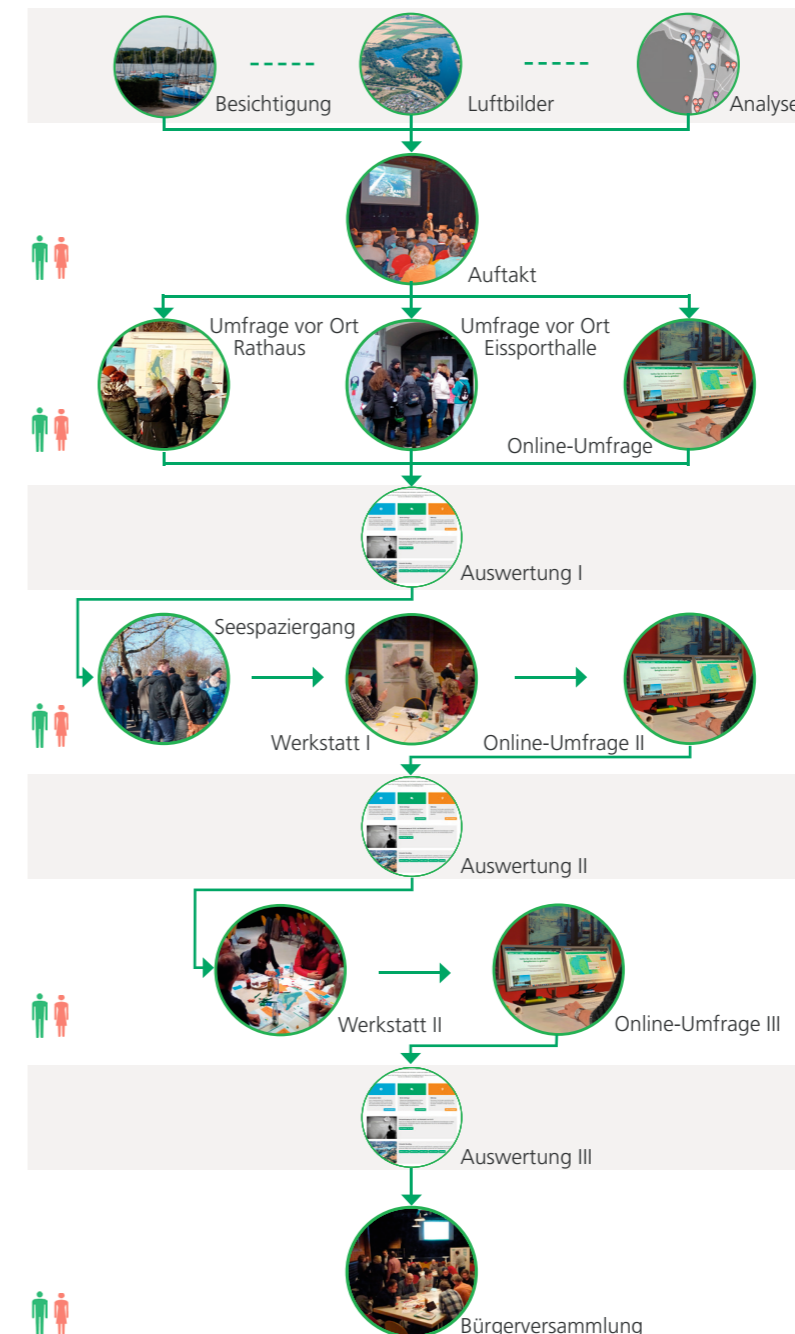 Besichtigung
Luftbilder
Analyse
Auftakt
Umfrage vor Ort
Rathaus
Umfrage vor Ort
Eissporthalle
Online-Umfrage
Auswertung I
Seespaziergang
Werkstatt I
Online-Umfrage II
Auswertung II
Werkstatt II
Online-Umfrage III
Auswertung III
Bürgerversammlung